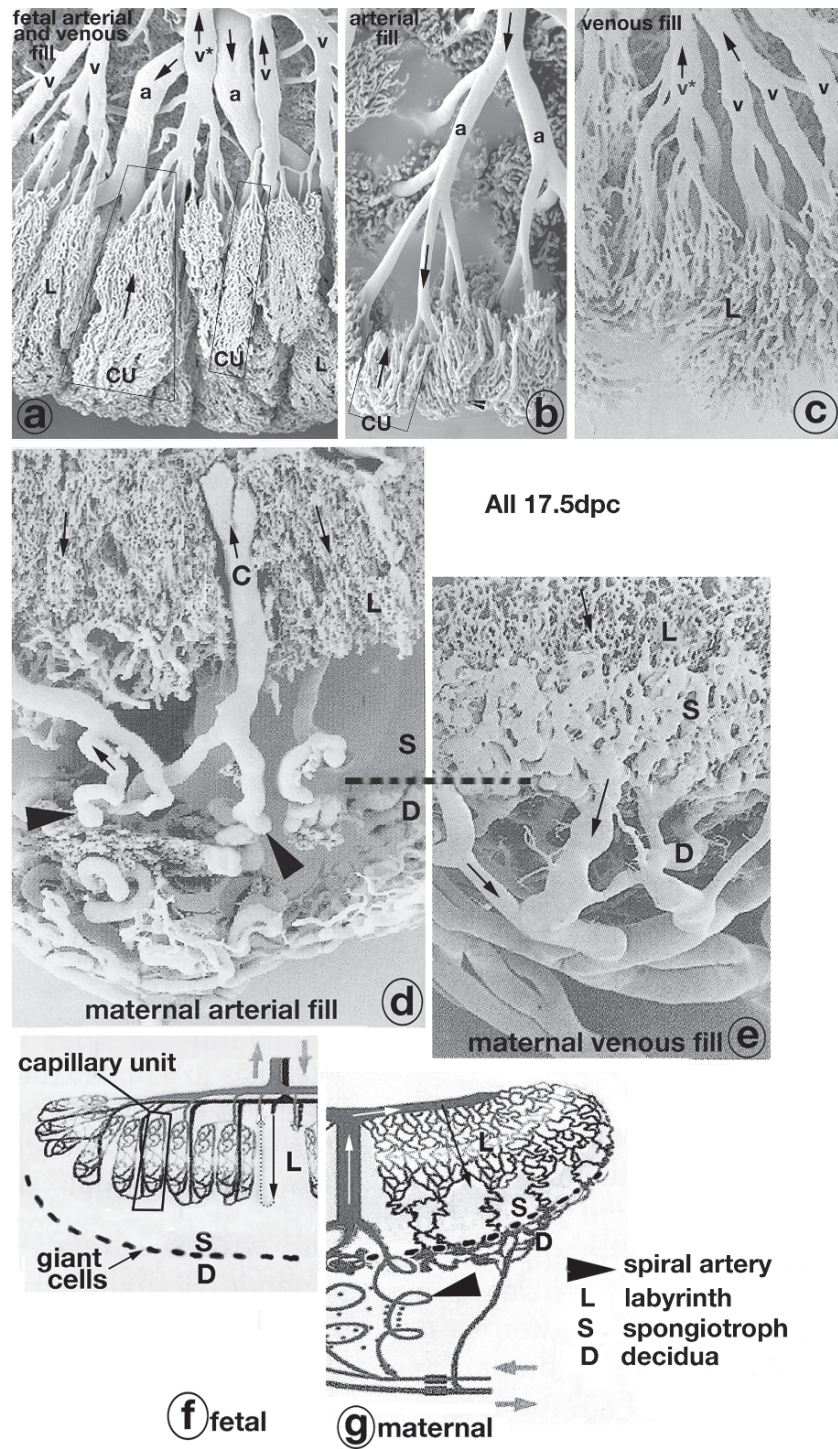 fetal arterial
and venous
fill
v
v
a
v*
a
v
v
L
CU
CU
L
a
arterial
fill
a
a
CU
b
venous fill
v*
v
v
v
L
c
All 17.5dpc
C
L
S
D
maternal arterial fill
d
L
S
D
maternal venous fill
e
capillary unit
L
S
D
giant
cells
f fetal
L
S
D
g maternal
spiral artery
L labyrinth
S spongiotroph
D decidua